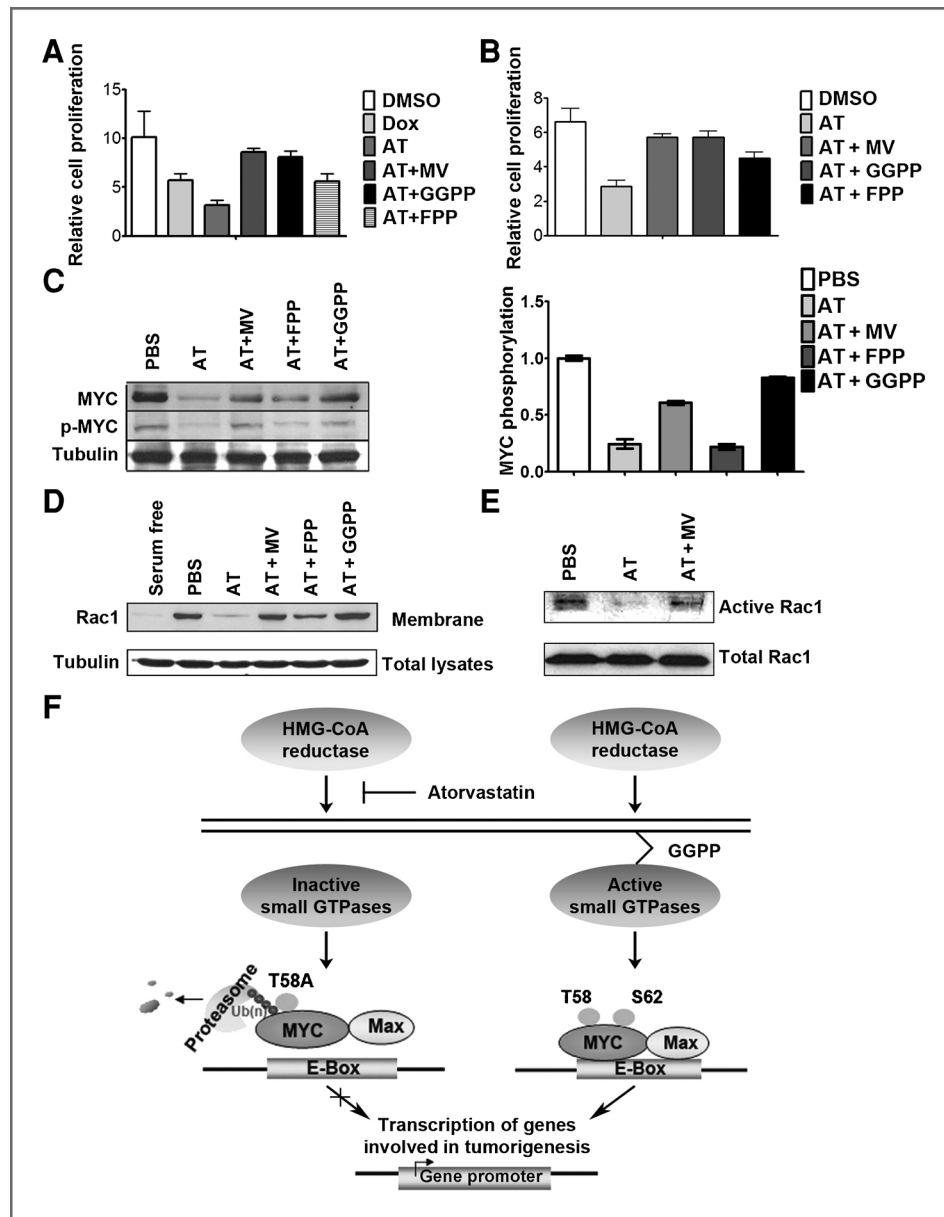 A
Relative cell proliferation
15
10
5
0
DMSO
Dox
AT
AT+MV
AT+GGPP
AT+FPP
B
Relative cell proliferation
8
6
4
2
0
DMSO
AT
AT + MV
AT + GGPP
AT + FPP
C
PBS
AT
AT+MV
AT+FPP
AT+GGPP
MYC
p-MYC
Tubulin
MYC phosphorylation
1.5
1.0
0.5
0.0
PBS
AT
AT + MV
AT + FPP
AT + GGPP
D
Serum free
PBS
AT
AT + MV
AT + FPP
AT + GGPP
Rac1
Membrane
Tubulin
Total lysates
E
PBS
AT
AT + MV
Active Rac1
Total Rac1
F
HMG-CoA
reductase
HMG-CoA
reductase
Atorvastatin
GGPP
Inactive
small GTPases
Active
small GTPases
Proteasome
Ub(n)
T58A
MYC
Max
E-Box
T58
S62
MYC
Max
E-Box
Transcription of genes
involved in tumorigenesis
Gene promoter